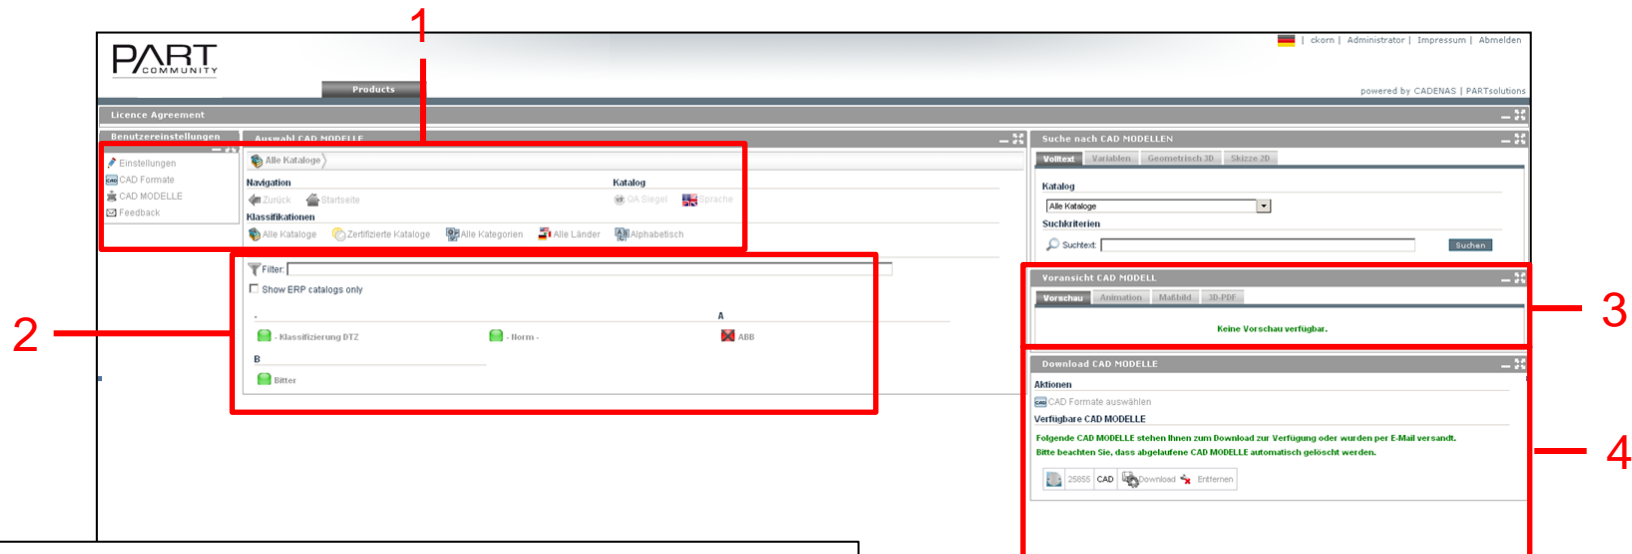 1
PART
COMMUNITY
| ckorn | Administrator | Impressum | Abmelden
Products
powered by CADENAS | PARTsolutions
Licence Agreement
Benutzereinstellungen
Einstellungen
CAD Formate
CAD MODELLE
Feedback
Auswahl CAD MODELLE
Alle Kataloge
Navigation
Katalog
Zurück
Startseite
QA Siegel
Sprache
Klassifikationen
Alle Kataloge
Zertifizierte Kataloge
Alle Kategorien
Alle Länder
Alphabetisch
2
Filter:
Show ERP catalogs only
-
A
- Klassifizierung DTZ
- Norm -
ABB
B
Bitter
Suche nach CAD MODELLEN
Volltext
Variablen
Geometrisch 3D
Skizze 2D
Katalog
Alle Kataloge
Suchkriterien
Suchtext:
Suchen
3
Voransicht CAD MODELL
Vorschau
Animation
Maßbild
3D-PDF
Keine Vorschau verfügbar.
4
Download CAD MODELLE
Aktionen
CAD Formate auswählen
Verfügbare CAD MODELLE
Folgende CAD MODELLE stehen Ihnen zum Download zur Verfügung oder wurden per E-Mail versandt.
Bitte beachten Sie, dass abgelaufene CAD MODELLE automatisch gelöscht werden.
25855 CAD Download Entfernen